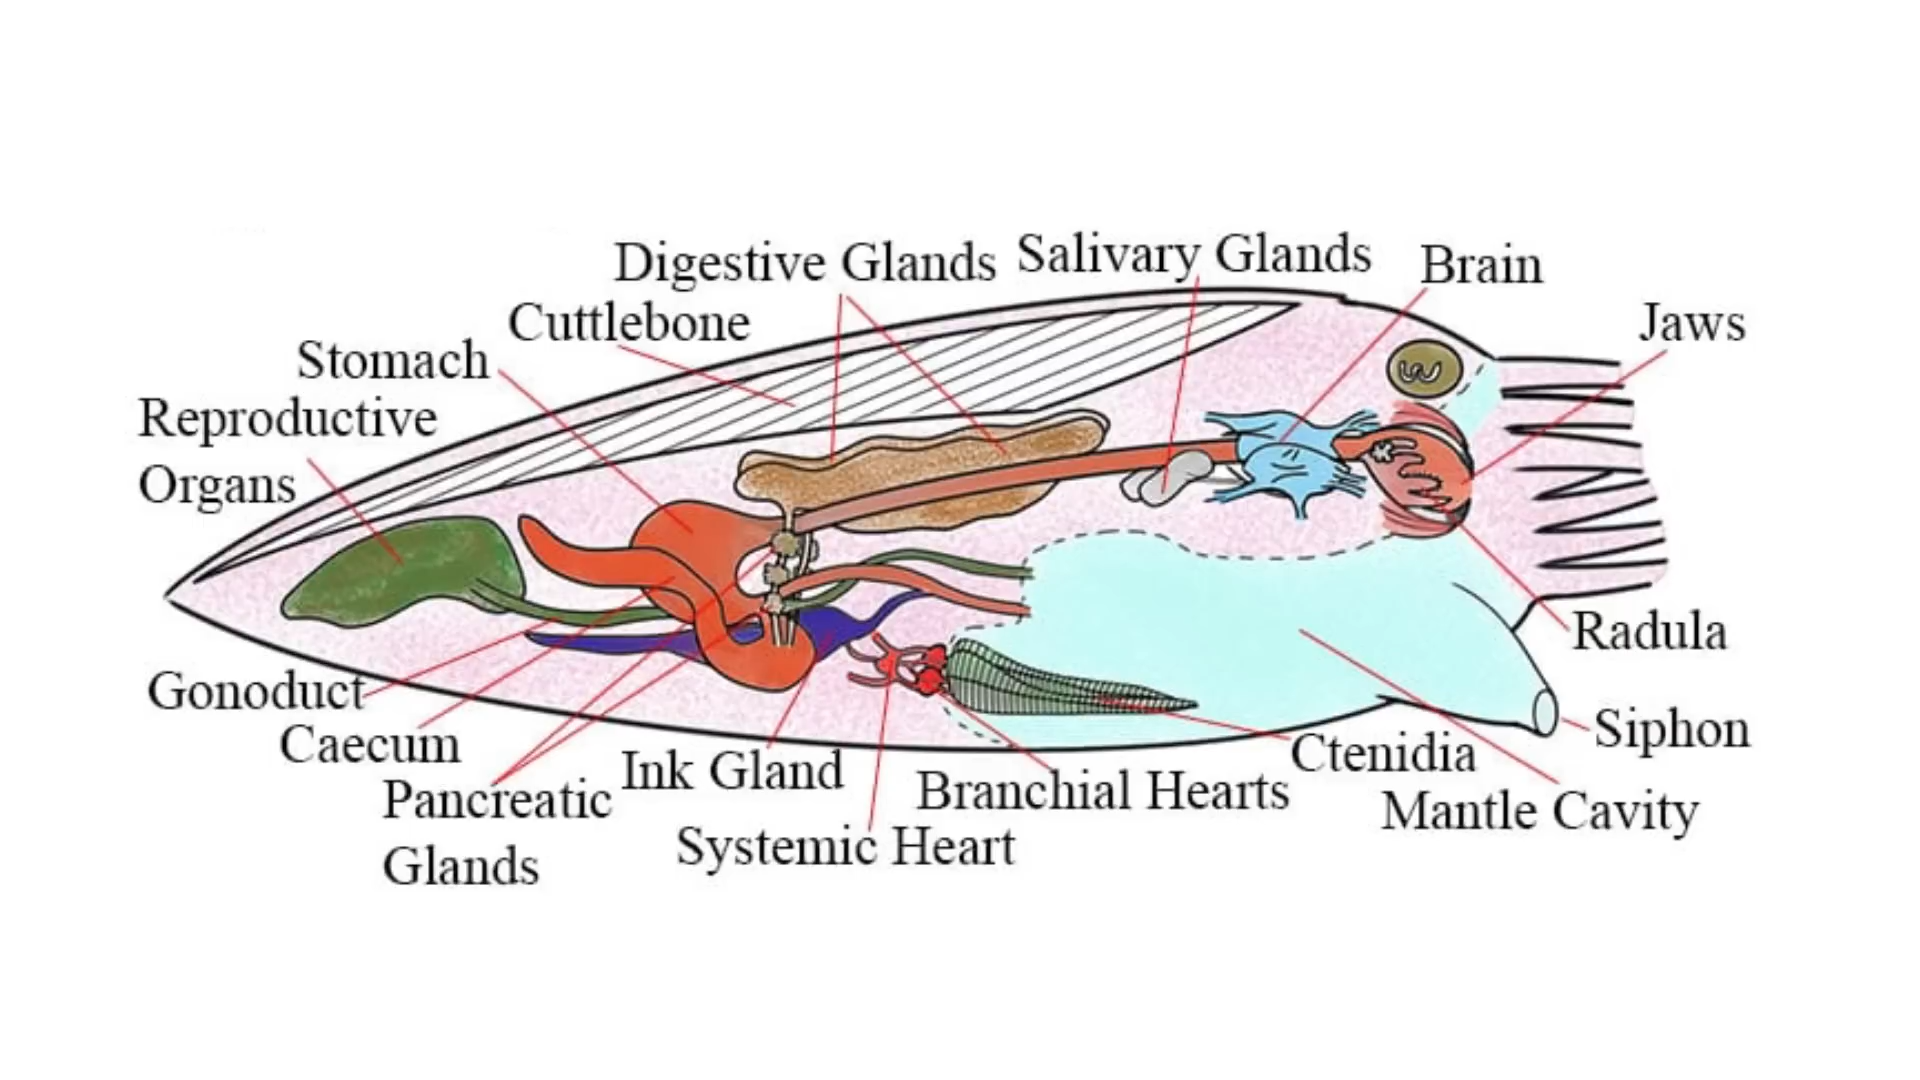 Digestive Glands
Salivary Glands
Brain
Cuttlebone
Jaws
Stomach
Reproductive
Organs
Radula
Gonoduct
Siphon
Caecum
Ink Gland
Ctenidia
Pancreatic
Glands
Branchial Hearts
Mantle Cavity
Systemic Heart